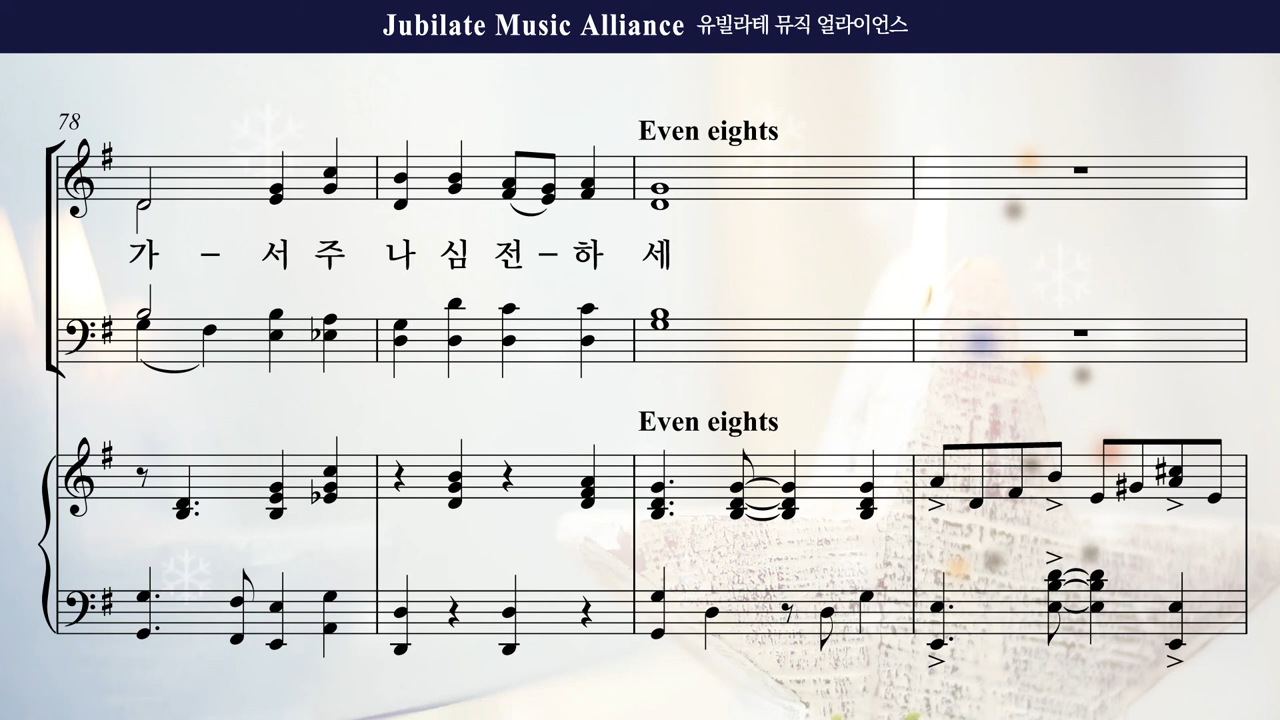 Jubilate Music Alliance 유빌라테 뮤직 얼라이언스
78
Even eights
가 – 서 주 나 심 전 – 하 세
Even eights